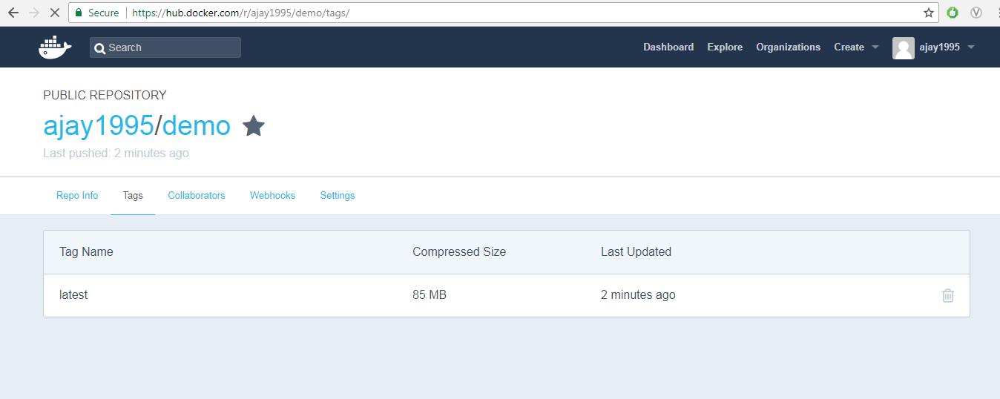 Secure https://hub.docker.com/r/ajay1995/demo/tags/
Search Dashboard Explore Organizations Create ajay1995
PUBLIC REPOSITORY
ajay1995/demo
Last pushed: 2 minutes ago
Repo Info Tags Collaborators Webhooks Settings
Tag Name Compressed Size Last Updated
latest 85 MB 2 minutes ago